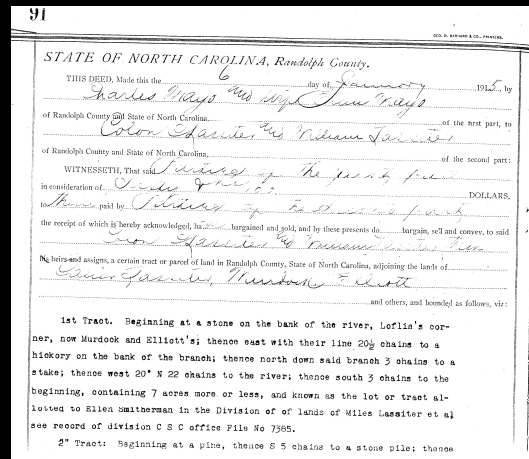 91
GEO. D. BARNARD & CO., PRINTERS.
STATE OF NORTH CAROLINA, Randolph County.
THIS DEED, Made this the 6 day of January 1915, by
Charles Mayo and wife Mayo
of Randolph County and State of North Carolina, of the first part, to
Colon Lassiter and William Lassiter
of Randolph County and State of North Carolina, of the second part:
WITNESSETH, That said Parties of the first part
in consideration of DOLLARS,
to them paid by Parties of the second part
the receipt of which is hereby acknowledged, ha bargained and sold, and by these presents do bargain, sell and convey, to said
Colon Lassiter and William
his heirs and assigns, a certain tract or parcel of land in Randolph County, State of North Carolina, adjoining the lands of
Lassiter, Murdock Elliott
and others, and bounded as follows, viz:
1st Tract. Beginning at a stone on the bank of the river, Loflin's cor-
ner, now Murdock and Elliott's; thence east with their line 20½ chains to a
hickory on the bank of the branch; thence north down said branch 3 chains to a
stake; thence west 20° N 22 chains to the river; thence south 3 chains to the
beginning, containing 7 acres more or less, and known as the lot or tract al-
lotted to Ellen Smitherman in the Division of of lands of Miles Lassiter et al
see record of division C S C office File No 7385.
2" Tract: Beginning at a pine, thence S 5 chains to a stone pile; thence